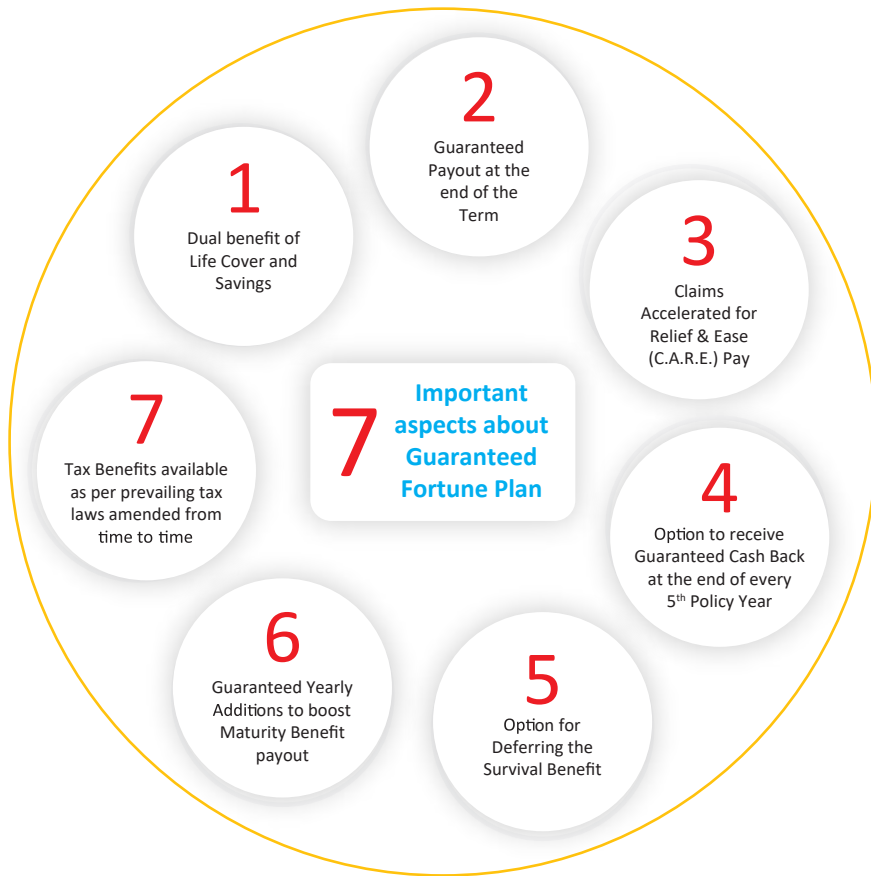 1
Dual benefit of
Life Cover and
Savings
2
Guaranteed
Payout at the
end of the
Term
3
Claims
Accelerated for
Relief & Ease
(C.A.R.E.) Pay
4
Option to receive
Guaranteed Cash Back
at the end of every
5th Policy Year
5
Option for
Deferring the
Survival Benefit
6
Guaranteed Yearly
Additions to boost
Maturity Benefit
payout
7
Tax Benefits available
as per prevailing tax
laws amended from
time to time
7
Important
aspects about
Guaranteed
Fortune Plan